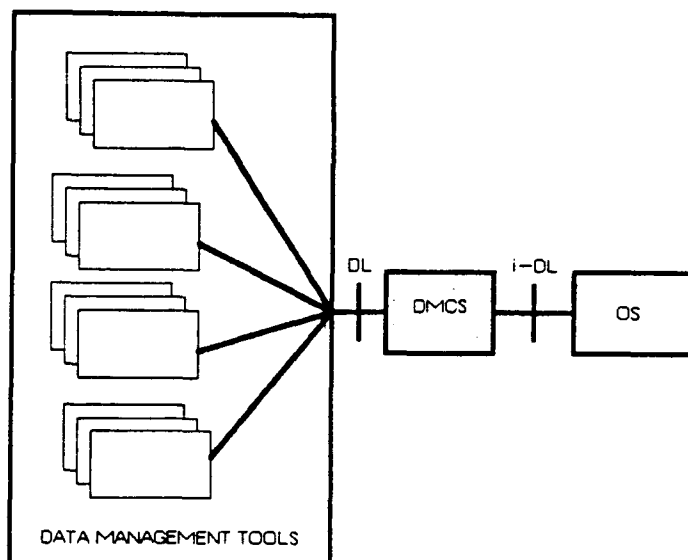 DL
i-DL
DMCS
OS
DATA MANAGEMENT TOOLS